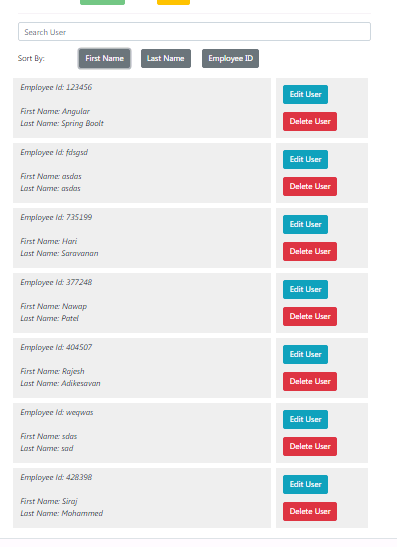 Search User
Sort By: First Name Last Name Employee ID
Employee Id: 123456 Edit User
First Name: Angular
Last Name: Spring Boolt Delete User
Employee Id: fdsgsd Edit User
First Name: asdas
Last Name: asdas Delete User
Employee Id: 735199 Edit User
First Name: Hari
Last Name: Saravanan Delete User
Employee Id: 377248 Edit User
First Name: Nawap
Last Name: Patel Delete User
Employee Id: 404507 Edit User
First Name: Rajesh
Last Name: Adikesavan Delete User
Employee Id: weqwas Edit User
First Name: sdas
Last Name: sad Delete User
Employee Id: 428398 Edit User
First Name: Siraj
Last Name: Mohammed Delete User